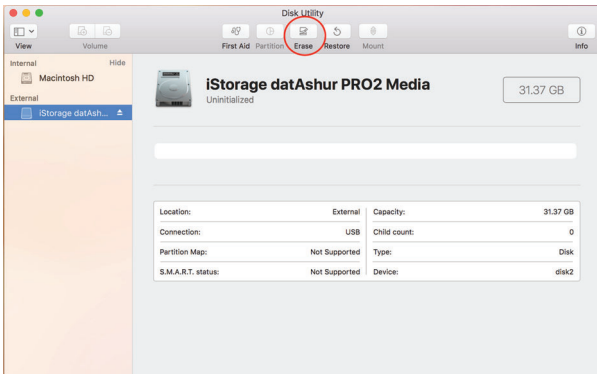 Disk Utility
View Volume First Aid Partition Erase Restore Mount Info
Internal Hide
Macintosh HD
External
iStorage datAsh...
iStorage datAshur PRO2 Media
Uninitialized
31.37 GB
Location: External Capacity: 31.37 GB
Connection: USB Child count: 0
Partition Map: Not Supported Type: Disk
S.M.A.R.T. status: Not Supported Device: disk2